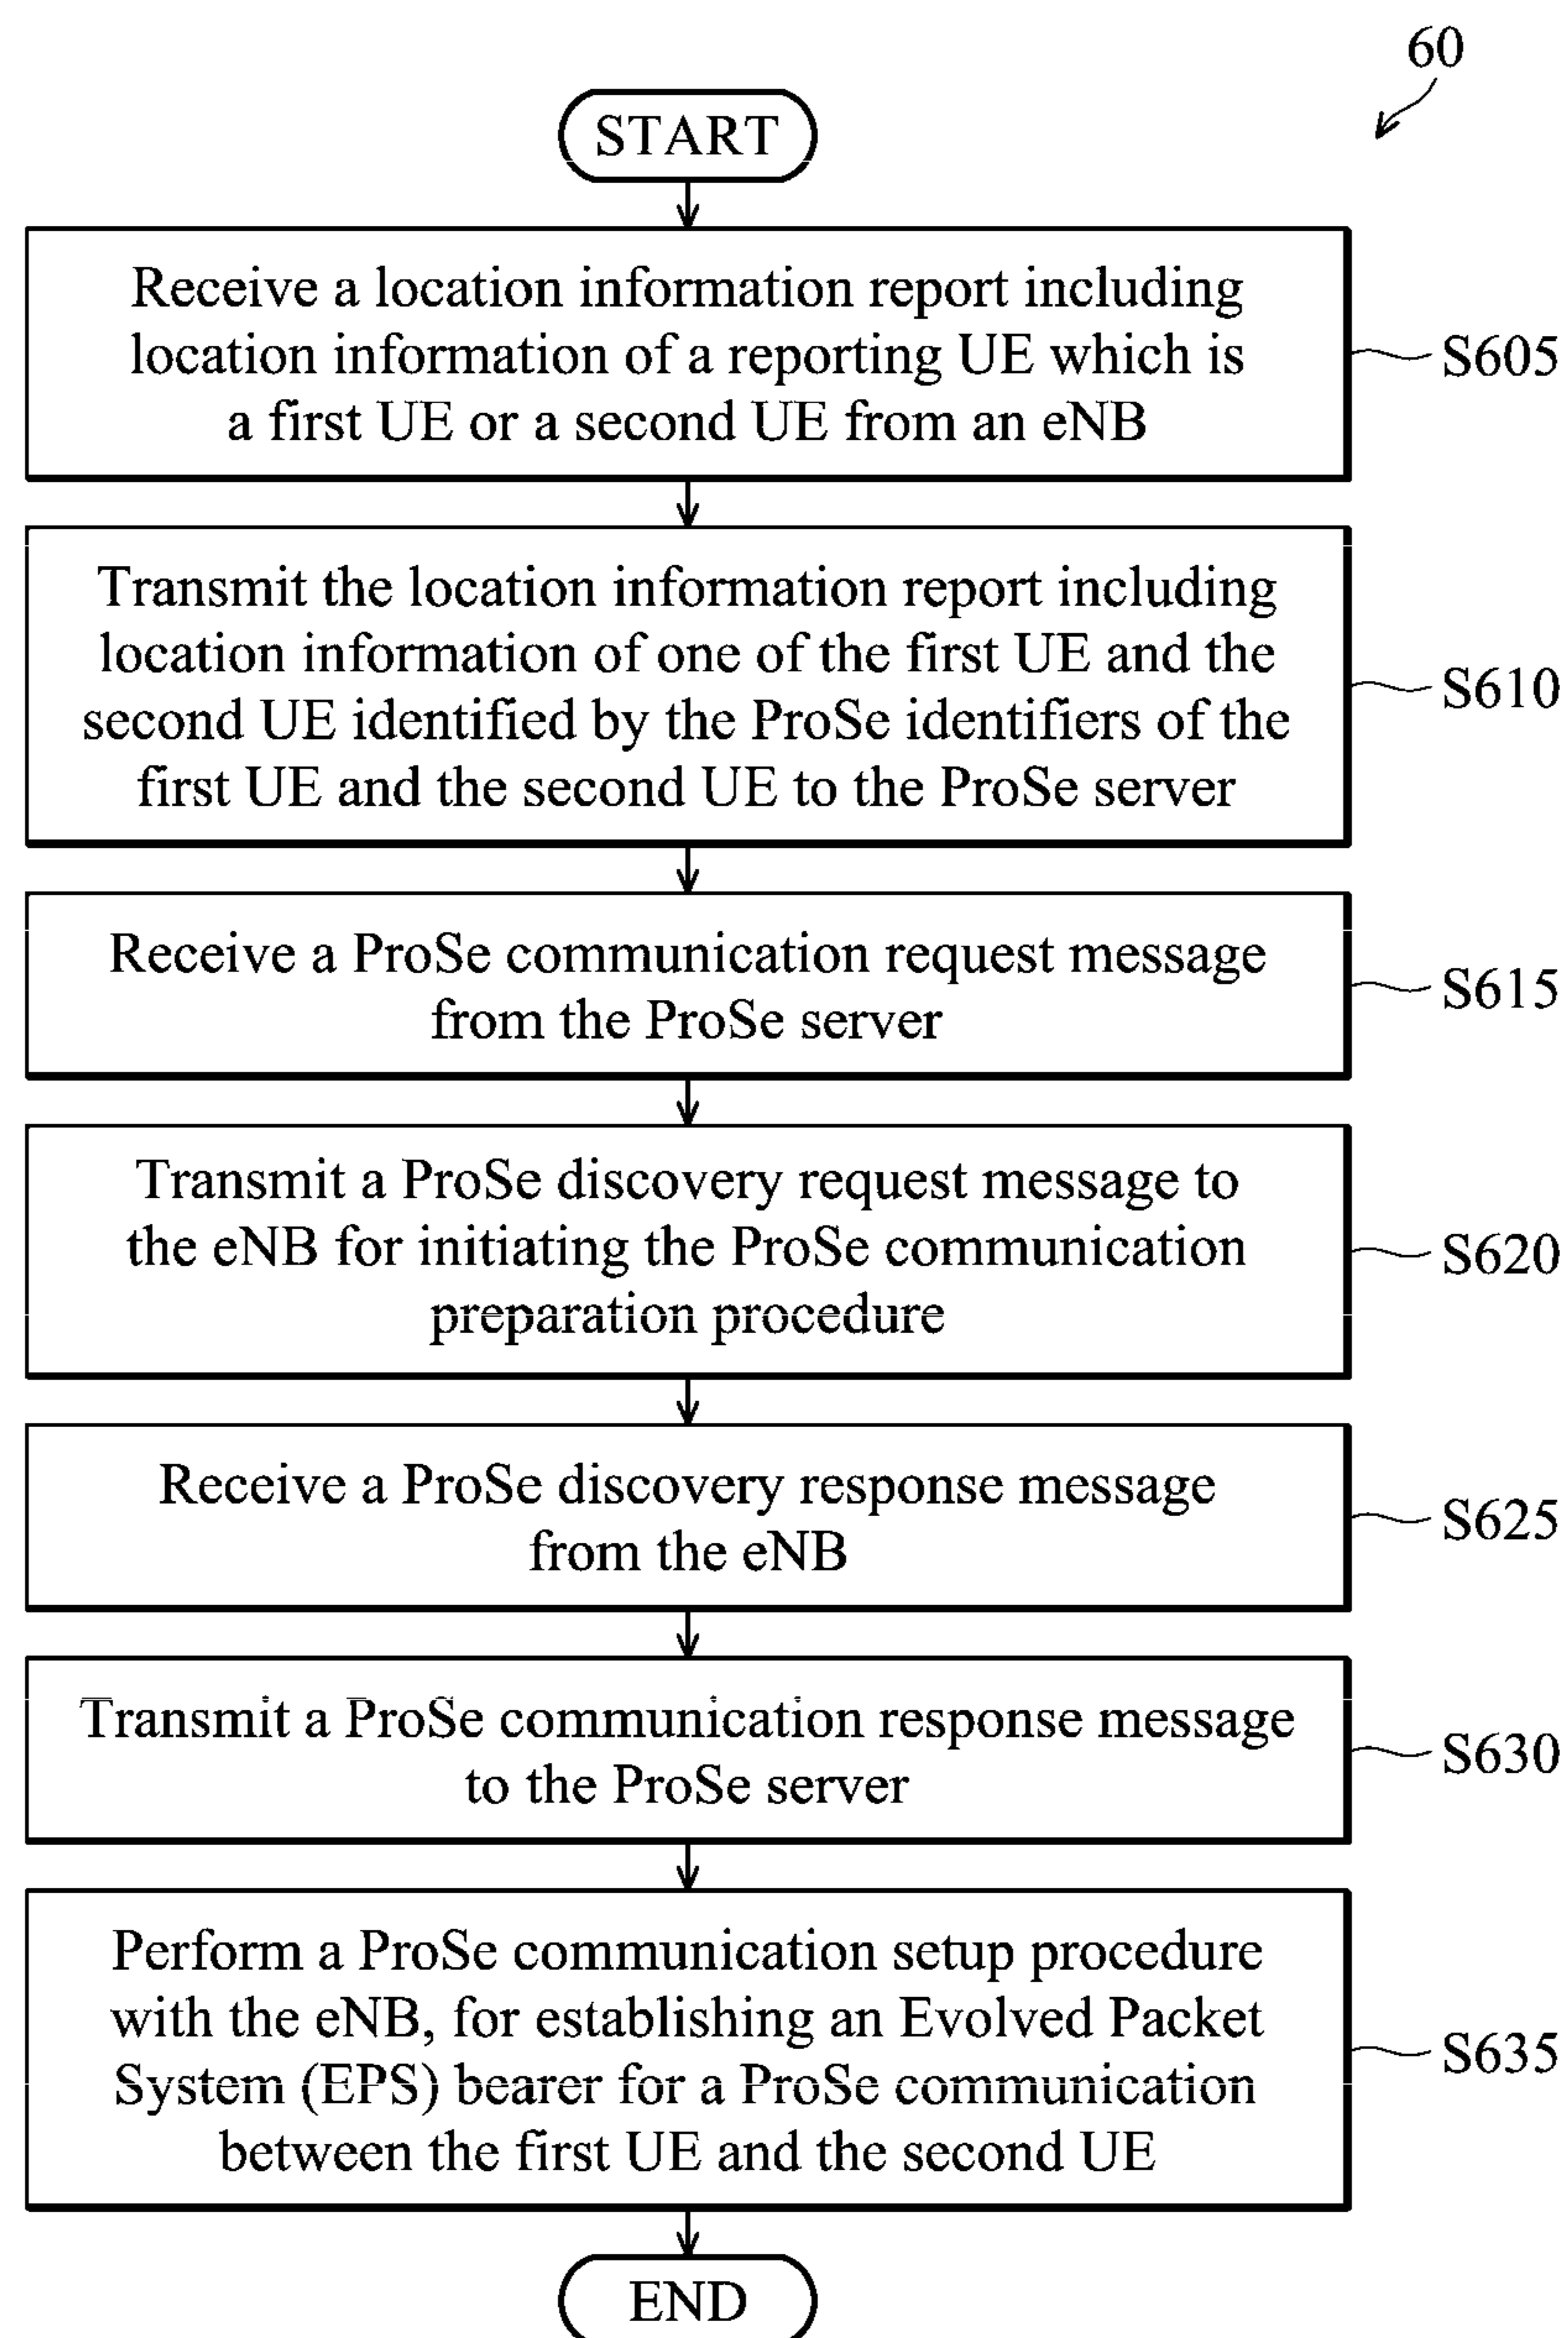 60
START
Receive a location information report including
location information of a reporting UE which is
a first UE or a second UE from an eNB
S605
Transmit the location information report including
location information of one of the first UE and the
second UE identified by the ProSe identifiers of the
first UE and the second UE to the ProSe server
S610
Receive a ProSe communication request message
from the ProSe server
S615
Transmit a ProSe discovery request message to
the eNB for initiating the ProSe communication
preparation procedure
S620
Receive a ProSe discovery response message
from the eNB
S625
Transmit a ProSe communication response message
to the ProSe server
S630
Perform a ProSe communication setup procedure
with the eNB, for establishing an Evolved Packet
System (EPS) bearer for a ProSe communication
between the first UE and the second UE
S635
END